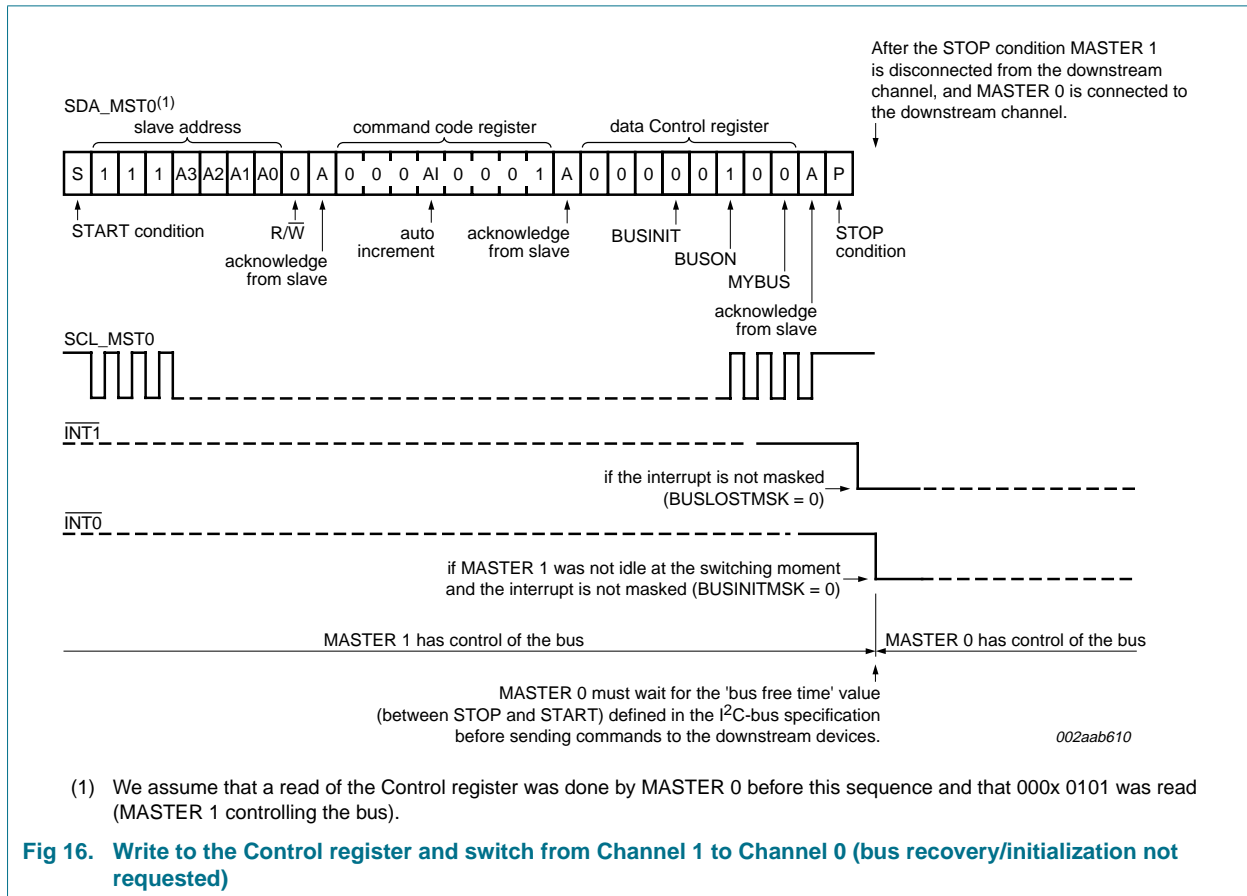 After the STOP condition MASTER 1
is disconnected from the downstream
channel, and MASTER 0 is connected to
the downstream channel.
SDA_MST0(1)
slave address
command code register
data Control register
S 1 1 1 A3 A2 A1 A0 0 A 0 0 0 AI 0 0 0 1 A 0 0 0 0 0 1 0 0 A P
START condition
R/W
acknowledge
from slave
auto
increment
acknowledge
from slave
BUSINIT
BUSON
MYBUS
acknowledge
from slave
STOP
condition
SCL_MST0
INT1
if the interrupt is not masked
(BUSLOSTMSK = 0)
INT0
if MASTER 1 was not idle at the switching moment
and the interrupt is not masked (BUSINITMSK = 0)
MASTER 1 has control of the bus
MASTER 0 has control of the bus
MASTER 0 must wait for the 'bus free time' value
(between STOP and START) defined in the I2C-bus specification
before sending commands to the downstream devices.
002aab610
(1) We assume that a read of the Control register was done by MASTER 0 before this sequence and that 000x 0101 was read
(MASTER 1 controlling the bus).
Fig 16. Write to the Control register and switch from Channel 1 to Channel 0 (bus recovery/initialization not
requested)